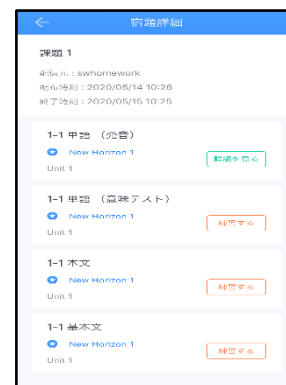 宿題詳細
課題 1
配信元：swhomework
配布時刻：2020/05/14 10:26
終了時刻：2020/05/15 10:25
1-1 単語 （発音）
New Horizon 1
詳細を見る
Unit 1
1-1 単語 （意味テスト）
New Horizon 1
練習する
Unit 1
1-1 本文
New Horizon 1
練習する
Unit 1
1-1 基本文
New Horizon 1
練習する
Unit 1